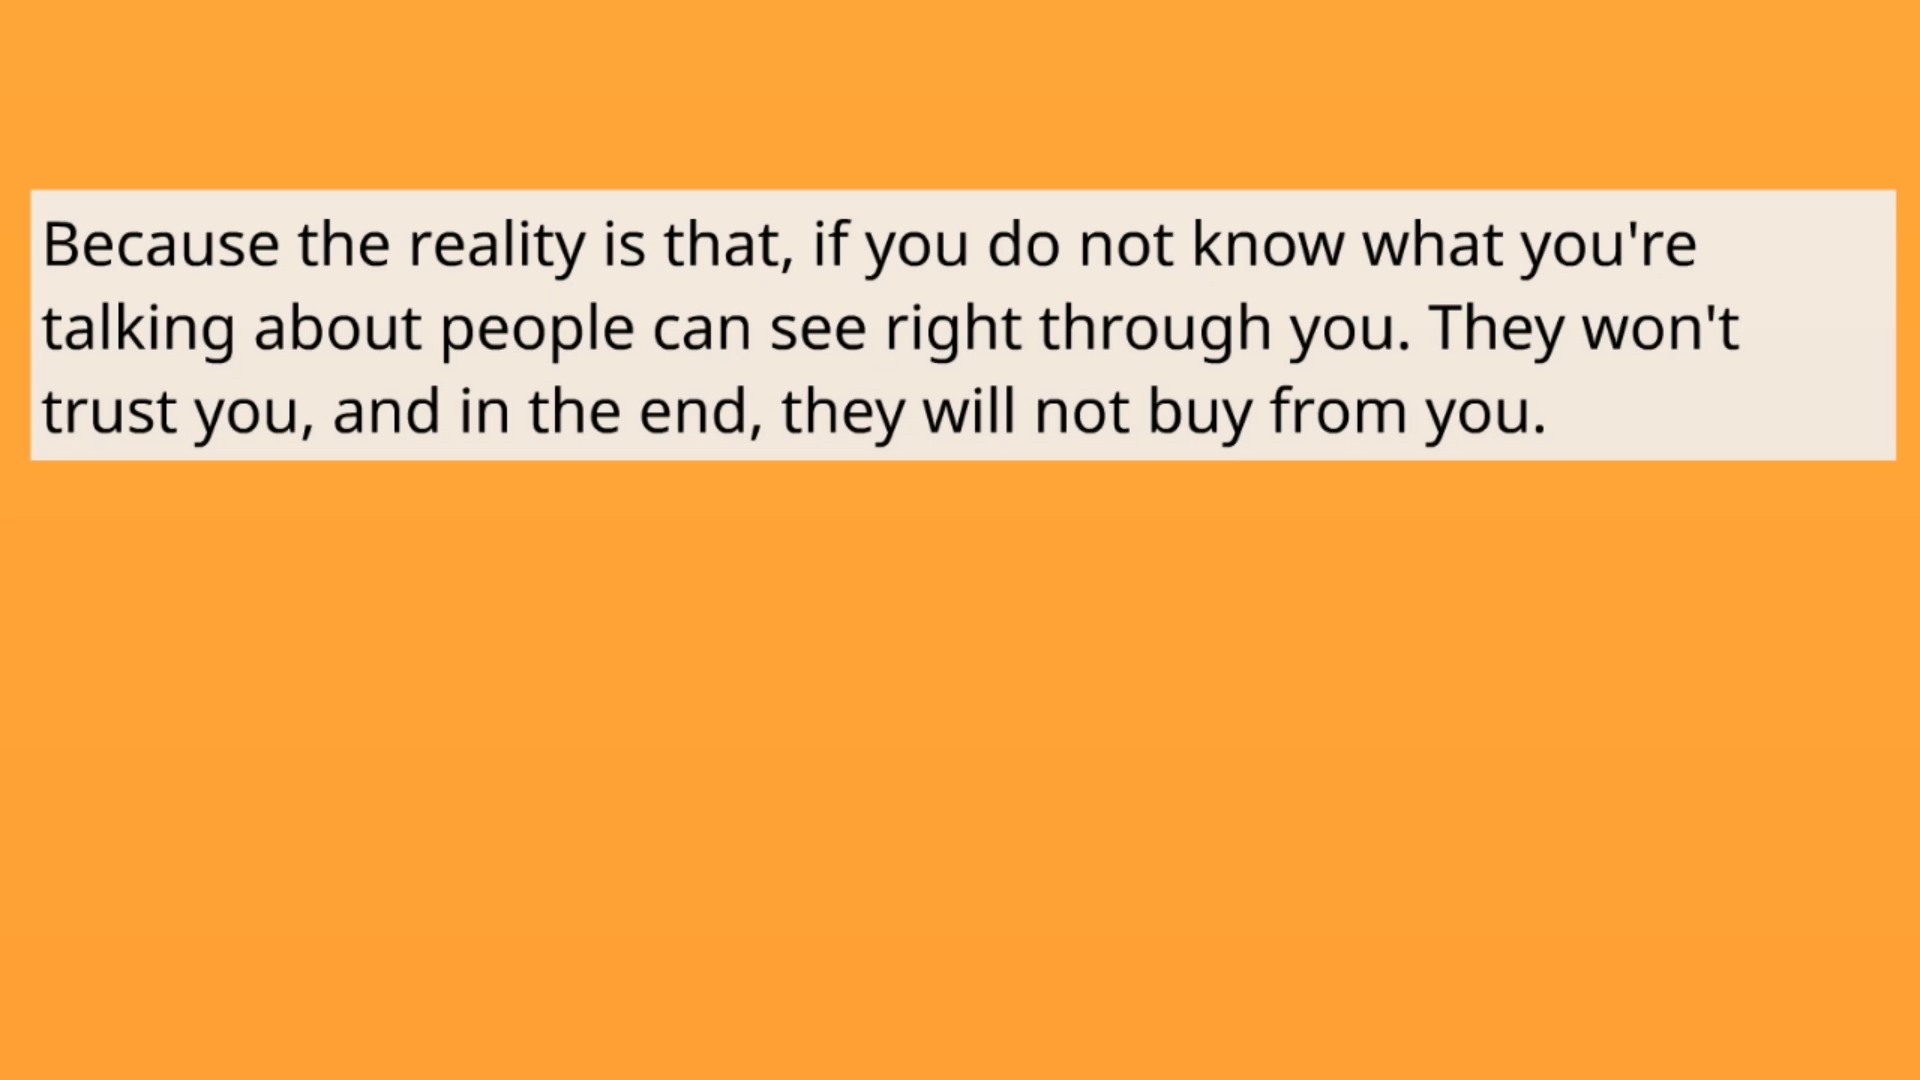 Because the reality is that, if you do not know what you're
talking about people can see right through you. They won't
trust you, and in the end, they will not buy from you.